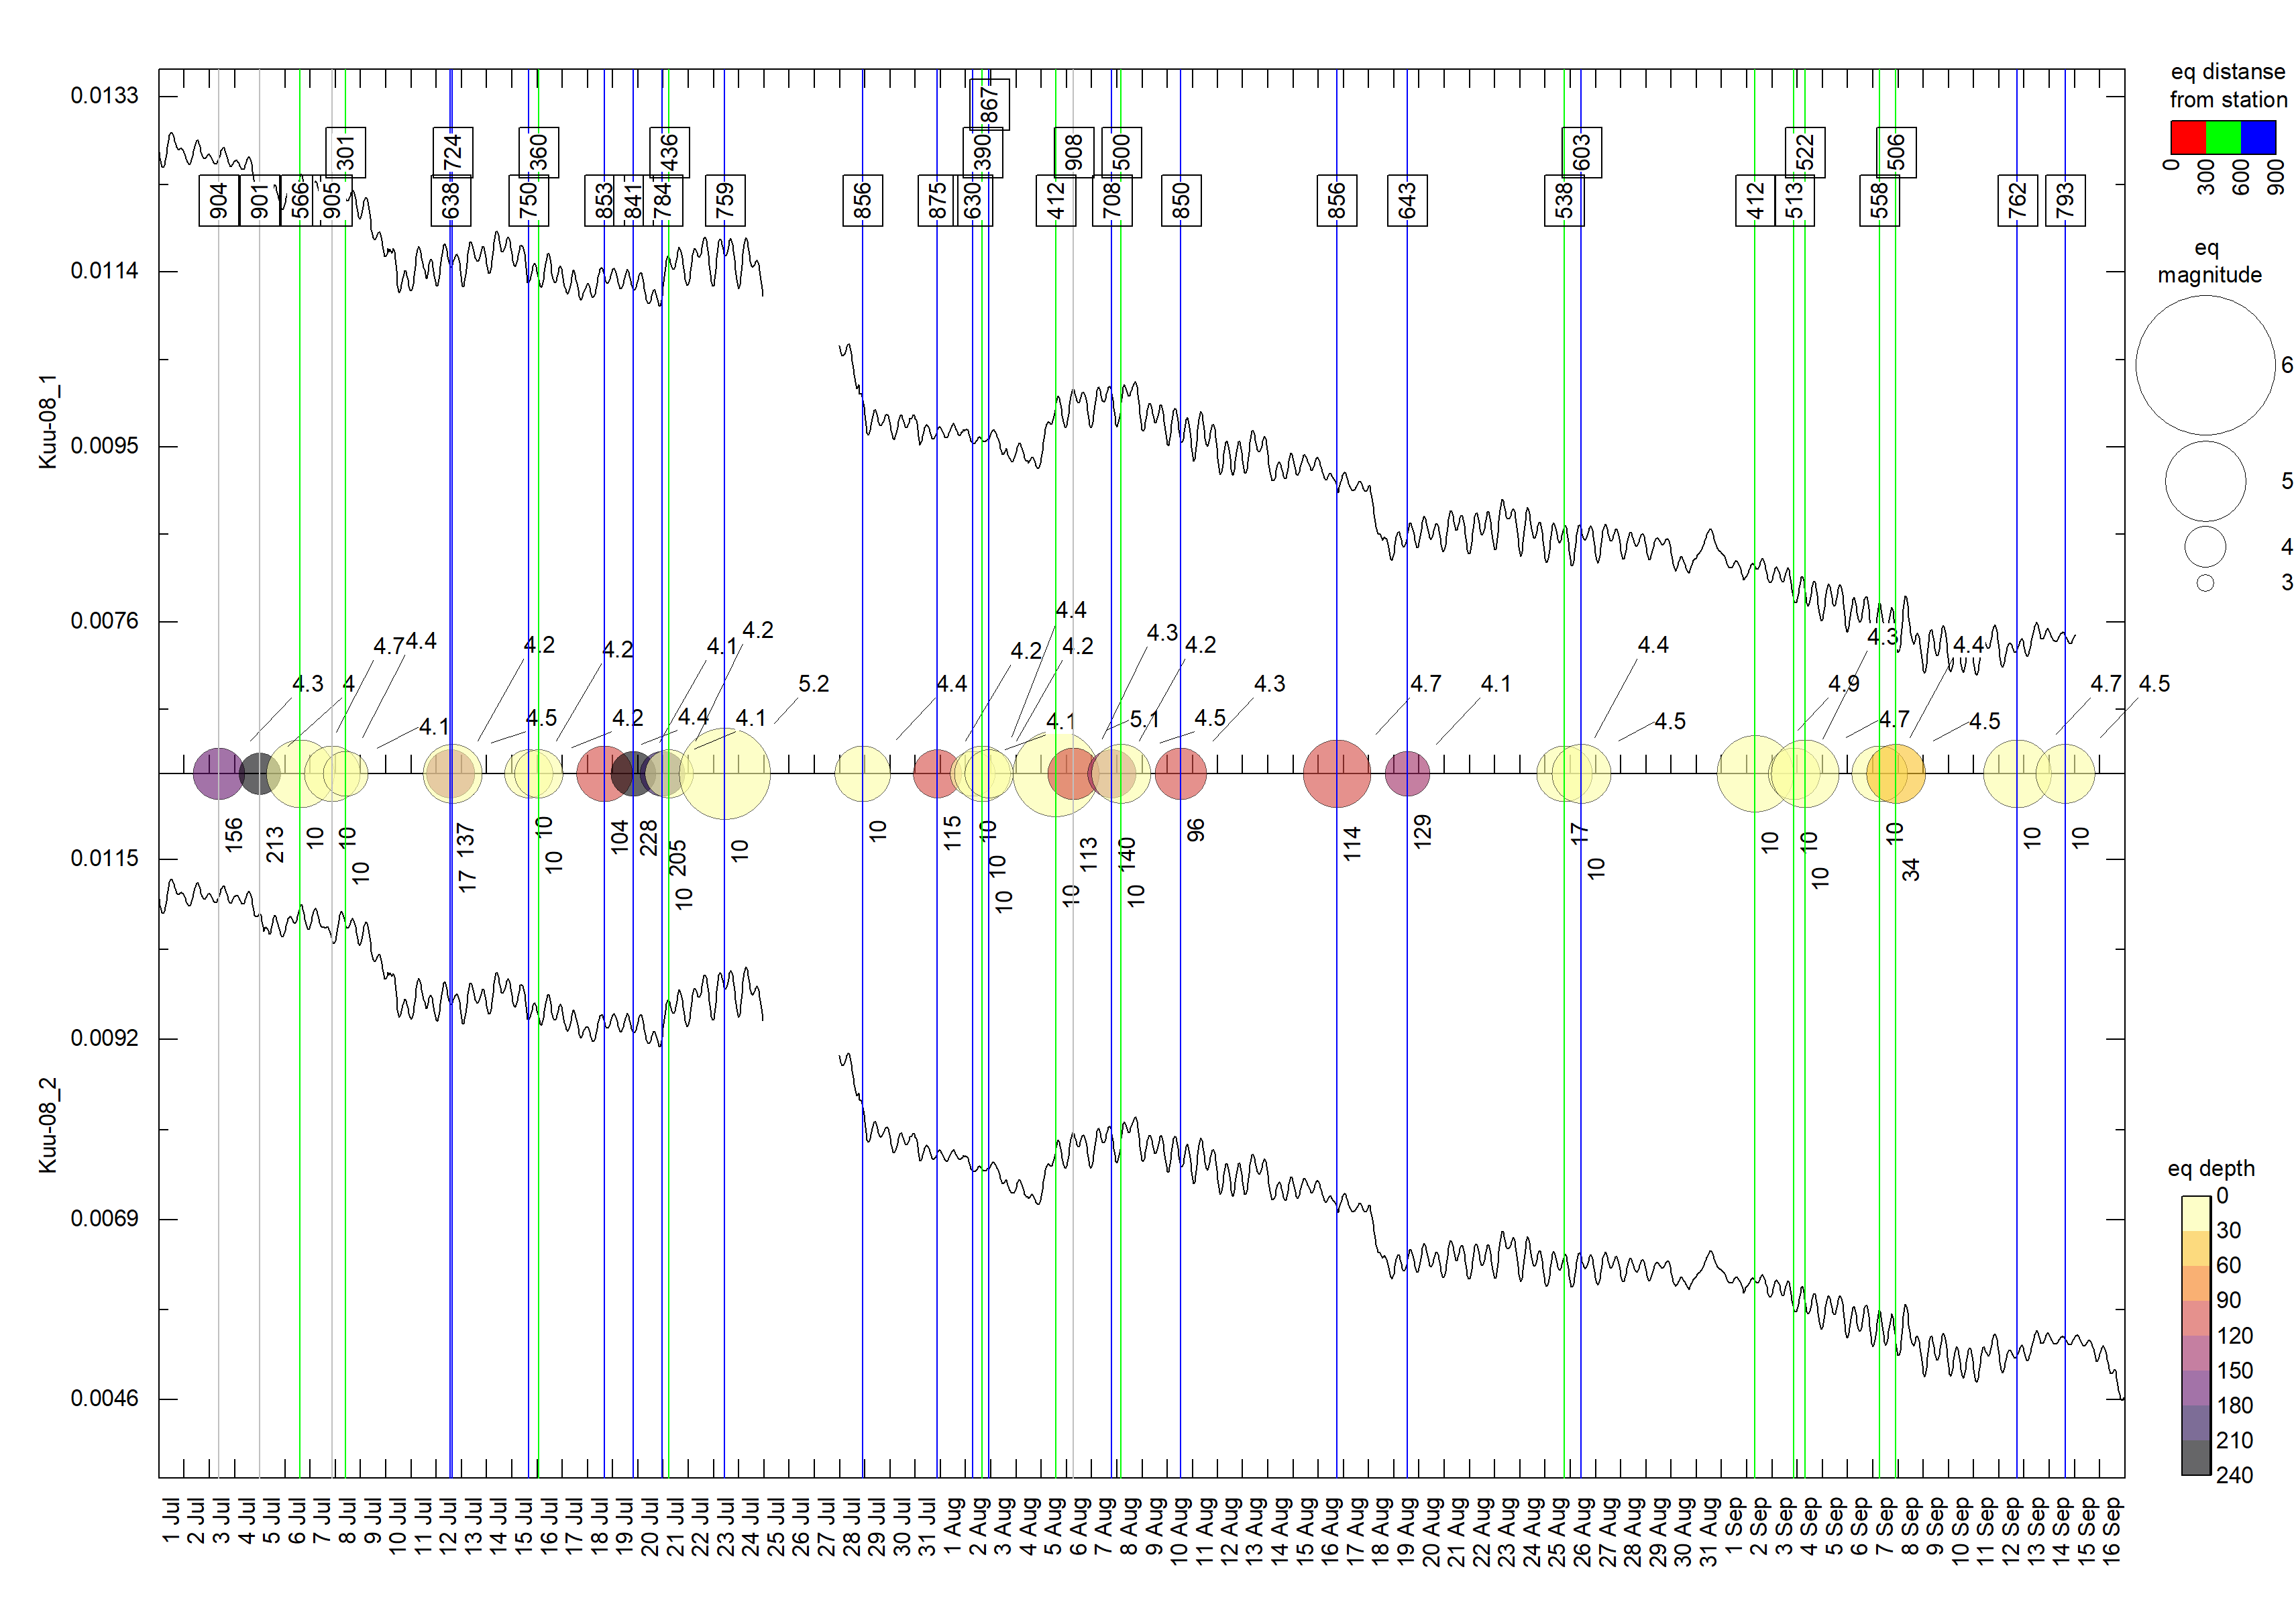 eq distanse
from station
0
300
600
900
eq
magnitude
6
5
4
3
eq depth
0
30
60
90
120
150
180
210
240
Kuu-08_1
0.0133
0.0114
0.0095
0.0076
Kuu-08_2
0.0115
0.0092
0.0069
0.0046
867
301
724
360
436
390
908
500
603
522
506
904
901
566
905
638
750
853
841
784
759
856
875
630
412
708
850
856
643
538
412
513
558
762
793
4.4
4.2
4.3
4.3
4.7
4.4
4.2
4.2
4.1
4.2
4.2
4.2
4.4
4.4
4.3
4
5.2
4.4
4.3
4.7
4.1
4.9
4.7
4.5
4.1
4.5
4.2
4.4
4.1
4.1
5.1
4.5
4.5
4.7
4.5
156
213
10
10
10
137
17
10
10
104
228
205
10
10
10
115
10
10
10
10
113
140
10
96
114
129
17
10
10
10
10
10
34
10
10
1 Jul
2 Jul
3 Jul
4 Jul
5 Jul
6 Jul
7 Jul
8 Jul
9 Jul
10 Jul
11 Jul
12 Jul
13 Jul
14 Jul
15 Jul
16 Jul
17 Jul
18 Jul
19 Jul
20 Jul
21 Jul
22 Jul
23 Jul
24 Jul
25 Jul
26 Jul
27 Jul
28 Jul
29 Jul
30 Jul
31 Jul
1 Aug
2 Aug
3 Aug
4 Aug
5 Aug
6 Aug
7 Aug
8 Aug
9 Aug
10 Aug
11 Aug
12 Aug
13 Aug
14 Aug
15 Aug
16 Aug
17 Aug
18 Aug
19 Aug
20 Aug
21 Aug
22 Aug
23 Aug
24 Aug
25 Aug
26 Aug
27 Aug
28 Aug
29 Aug
30 Aug
31 Aug
1 Sep
2 Sep
3 Sep
4 Sep
5 Sep
6 Sep
7 Sep
8 Sep
9 Sep
10 Sep
11 Sep
12 Sep
13 Sep
14 Sep
15 Sep
16 Sep